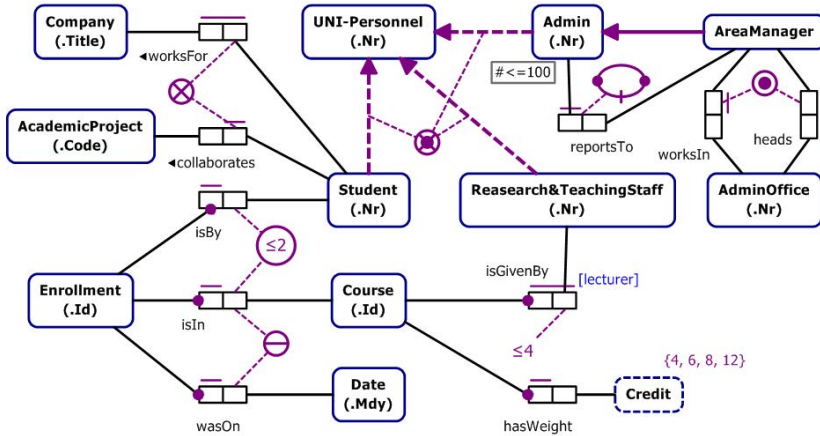 Company
(.Title)
UNI-Personnel
(.Nr)
Admin
(.Nr)
AreaManager
◄worksFor
#<=100
AcademicProject
(.Code)
reportsTo
worksIn
heads
◄collaborates
Student
(.Nr)
Reasearch&TeachingStaff
(.Nr)
AdminOffice
(.Nr)
isBy
≤2
isGivenBy
[lecturer]
Enrollment
(.Id)
Course
(.Id)
isIn
≤4
{4, 6, 8, 12}
Date
(.Mdy)
Credit
wasOn
hasWeight